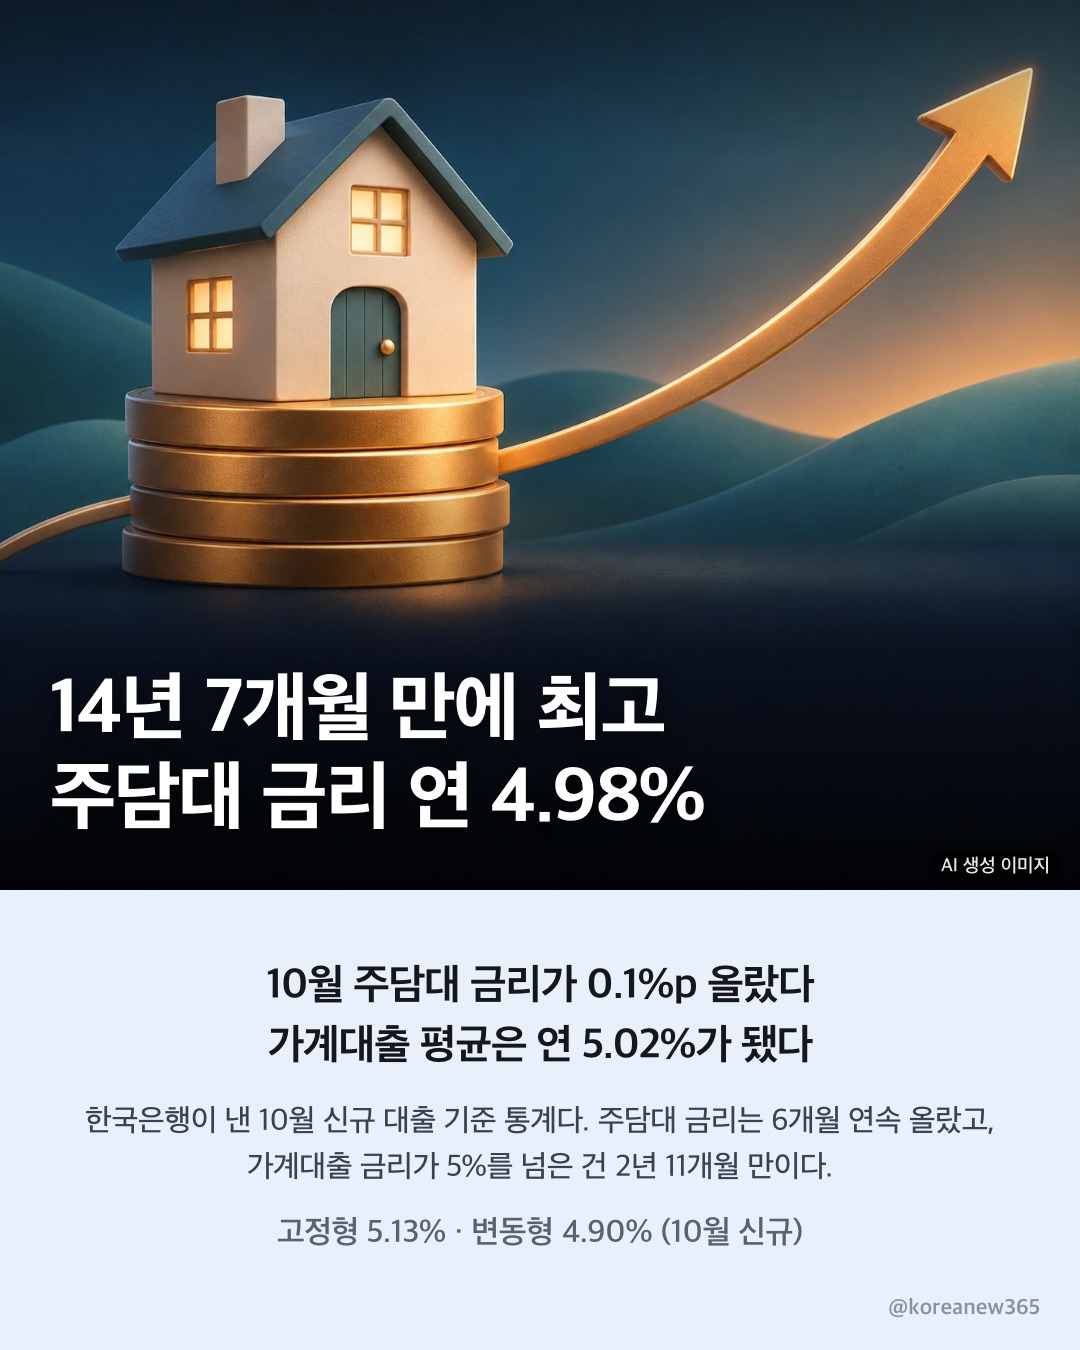 14년 7개월 만에 최고
주담대 금리 연 4.98%
AI 생성 이미지
10월 주담대 금리가 0.1%p 올랐다
가계대출 평균은 연 5.02%가 됐다
한국은행이 낸 10월 신규 대출 기준 통계다. 주담대 금리는 6개월 연속 올랐고,
가계대출 금리가 5%를 넘은 건 2년 11개월 만이다.
고정형 5.13% · 변동형 4.90% (10월 신규)
@koreanew365